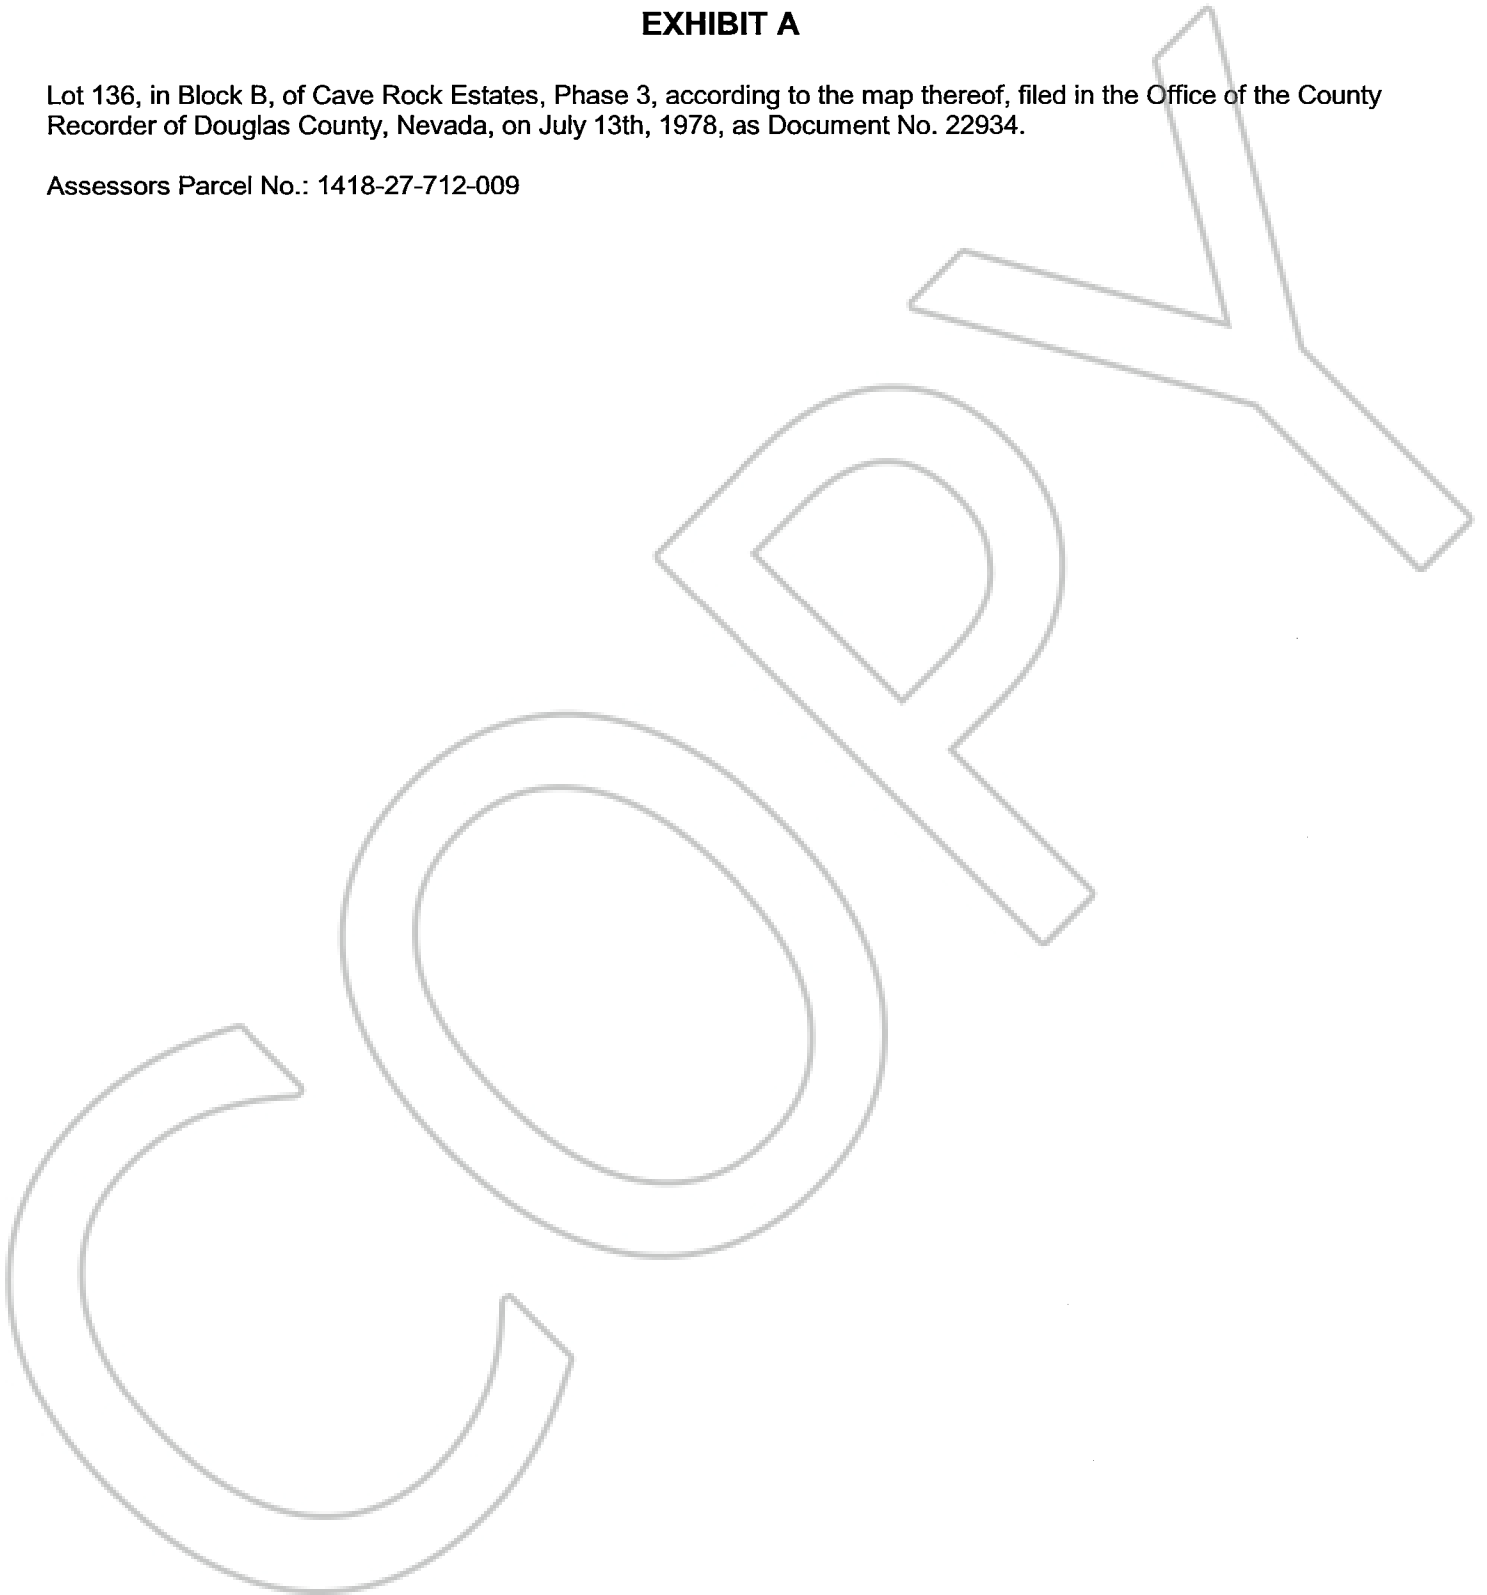 EXHIBIT A
Lot 136, in Block B, of Cave Rock Estates, Phase 3, according to the map thereof, filed in the Office of the County
Recorder of Douglas County, Nevada, on July 13th, 1978, as Document No. 22934.
Assessors Parcel No.: 1418-27-712-009
COPY